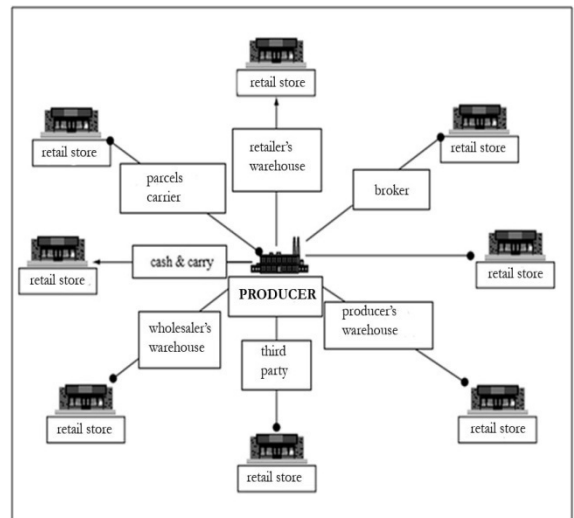 retail store
retail store
retail store
retailer's
warehouse
parcels
carrier
broker
retail store
cash & carry
retail store
PRODUCER
wholesaler's
warehouse
third
party
producer's
warehouse
retail store
retail store
retail store